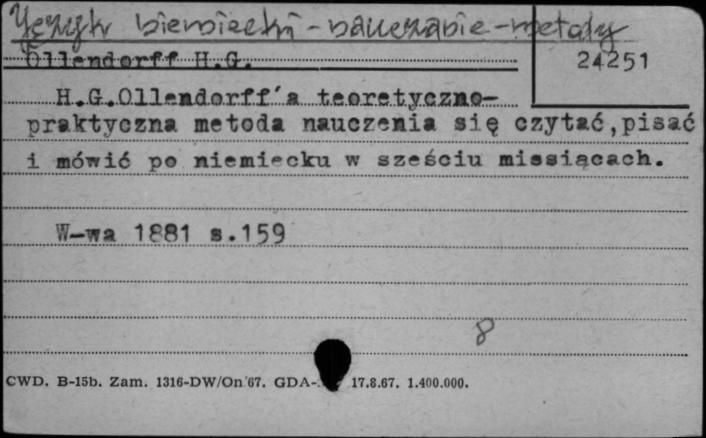 Język niemiecki - nauczanie - metody
Ollendorff H.G.
24251
H.G.Ollendorff'a teoretyczno-
praktyczna metoda nauczenia się czytać,pisać
i mówić po niemiecku w sześciu miesiącach.
W-wa 1881 s.159
8
CWD. B-15b. Zam. 1316-DW/On 67. GDA- 17.8.67. 1.400.000.